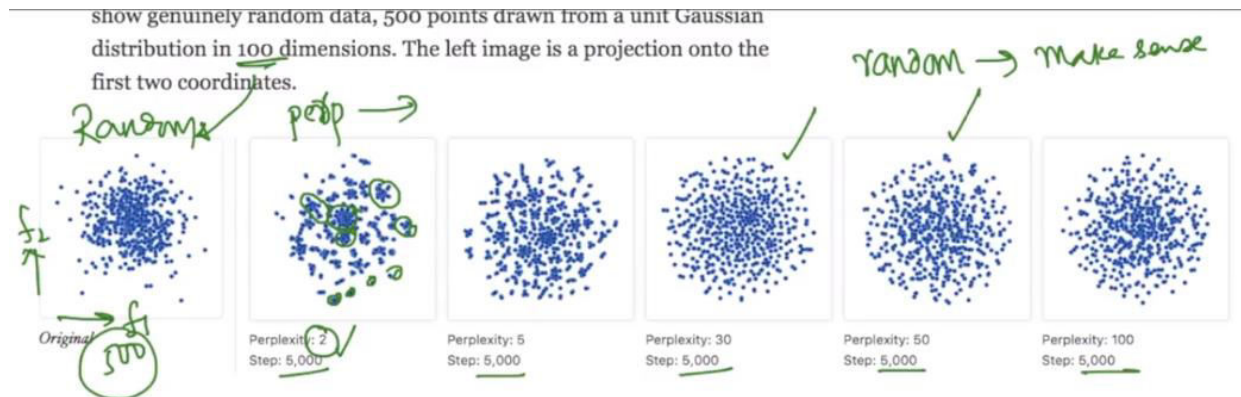 show genuinely random data, 500 points drawn from a unit Gaussian
distribution in 100 dimensions. The left image is a projection onto the
first two coordinates.
random → make sense
Random
perp →
f2
f1
Original
500
Perplexity: 2
Step: 5,000
Perplexity: 5
Step: 5,000
Perplexity: 30
Step: 5,000
Perplexity: 50
Step: 5,000
Perplexity: 100
Step: 5,000